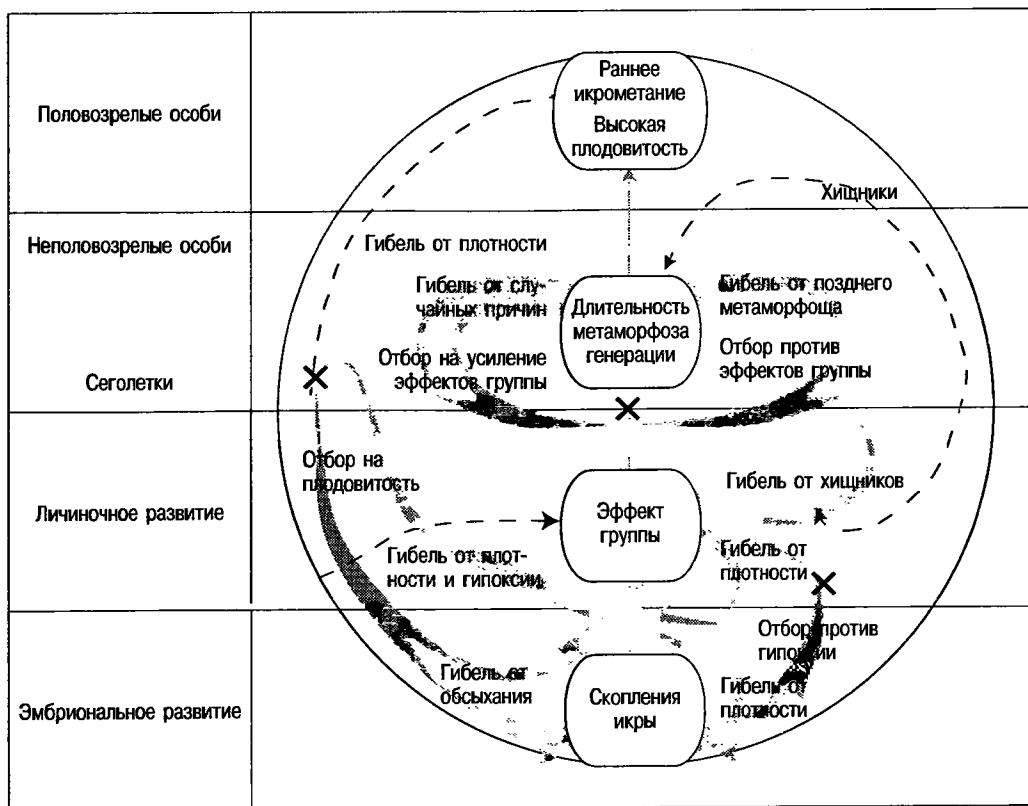 Половозрелые особи
Раннее
икрометание
Высокая
плодовитость
Хищники
Неполовозрелые особи
Гибель от плотности
Гибель от слу-
чайных причин
Длительность
метаморфоза
генерации
Гибель от позднего
метаморфоща
Сеголетки
Отбор на усиление
эффектов группы
Отбор против
эффектов группы
Личиночное развитие
Отбор на
плодовитость
Гибель от плот-
ности и гипоксии
Эффект
группы
Гибель от хищников
Гибель от
плотности
Эмбриональное развитие
Гибель от
обсыхания
Скопления
икры
Отбор против
гипоксии
Гибель от
плотности